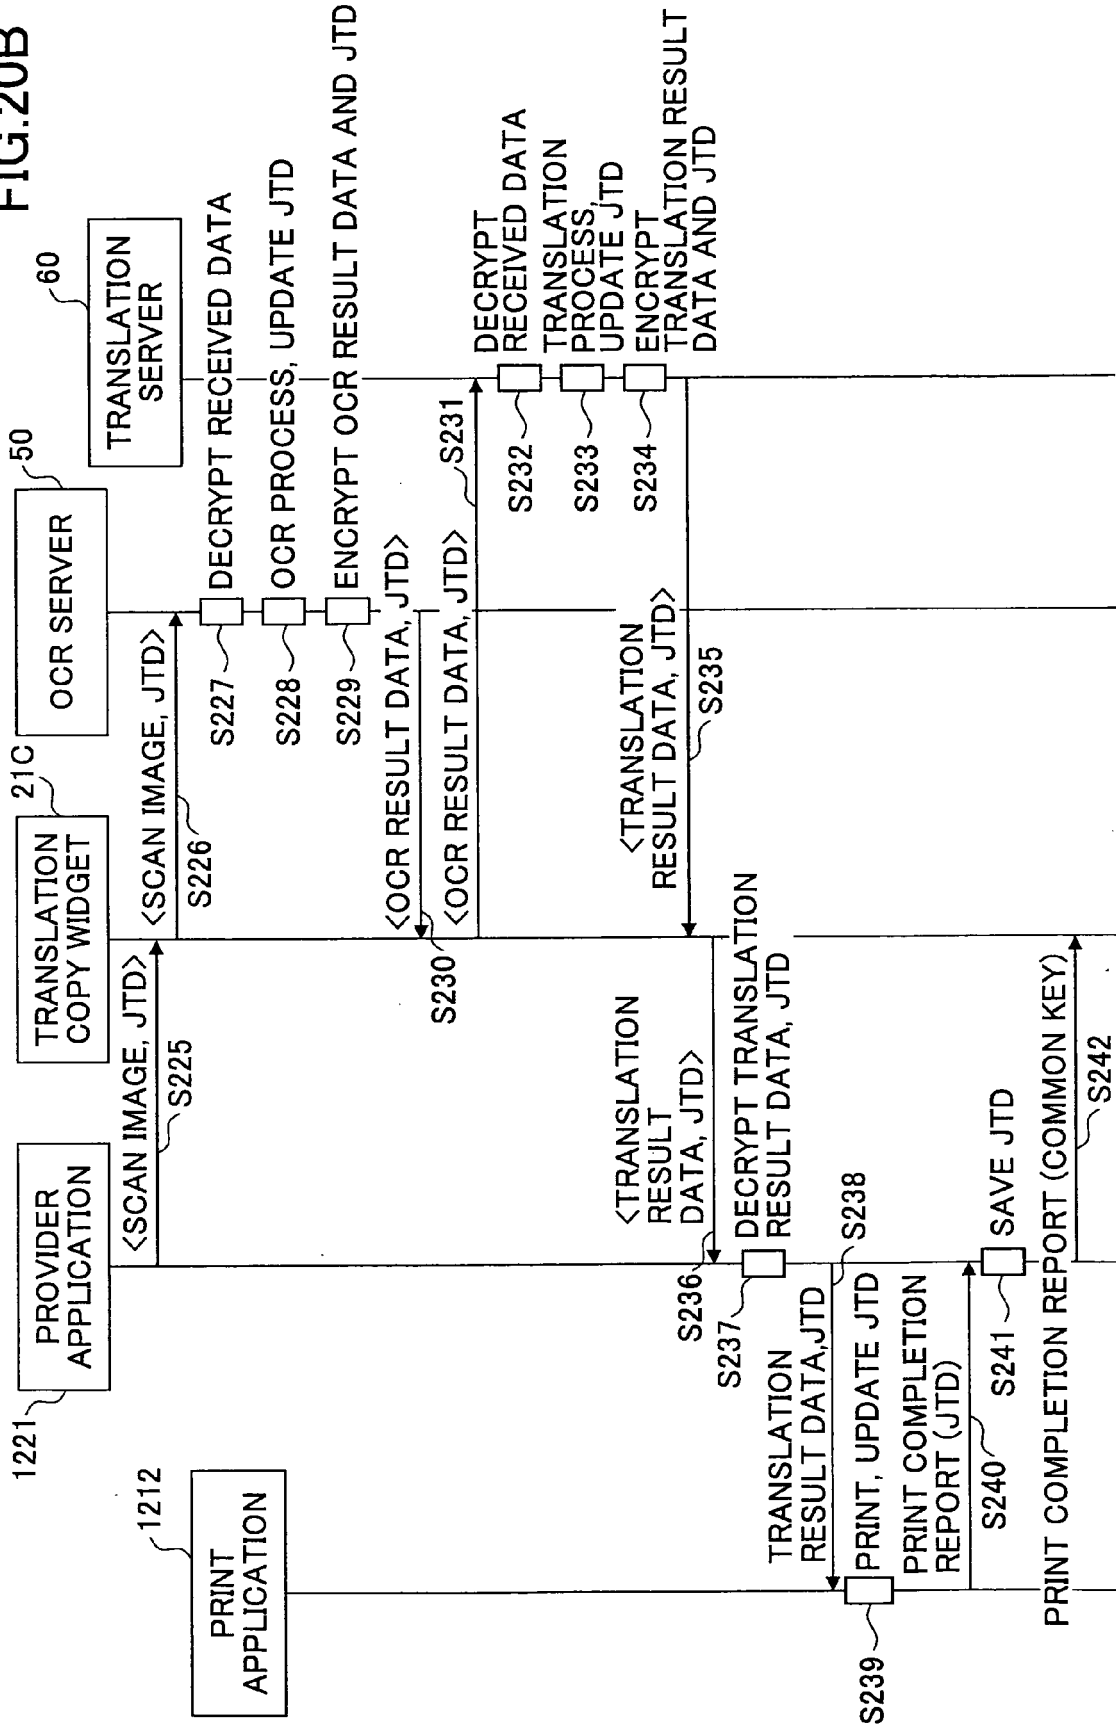 FIG.20B
1212
PRINT
APPLICATION
1221
PROVIDER
APPLICATION
21C
TRANSLATION
COPY WIDGET
50
OCR SERVER
60
TRANSLATION
SERVER
<SCAN IMAGE, JTD>
S225
<SCAN IMAGE, JTD>
S226
S227
DECRYPT RECEIVED DATA
S228
OCR PROCESS, UPDATE JTD
S229
ENCRYPT OCR RESULT DATA AND JTD
<OCR RESULT DATA, JTD>
S230
<OCR RESULT DATA, JTD>
S231
S232
DECRYPT
RECEIVED DATA
S233
TRANSLATION
PROCESS,
UPDATE JTD
S234
ENCRYPT
TRANSLATION RESULT
DATA AND JTD
<TRANSLATION
RESULT DATA, JTD>
S235
<TRANSLATION
RESULT
DATA, JTD>
S236
S237
DECRYPT TRANSLATION
RESULT DATA, JTD
TRANSLATION
RESULT DATA,JTD
S238
S239
PRINT, UPDATE JTD
PRINT COMPLETION
REPORT (JTD)
S240
S241
SAVE JTD
PRINT COMPLETION REPORT (COMMON KEY)
S242